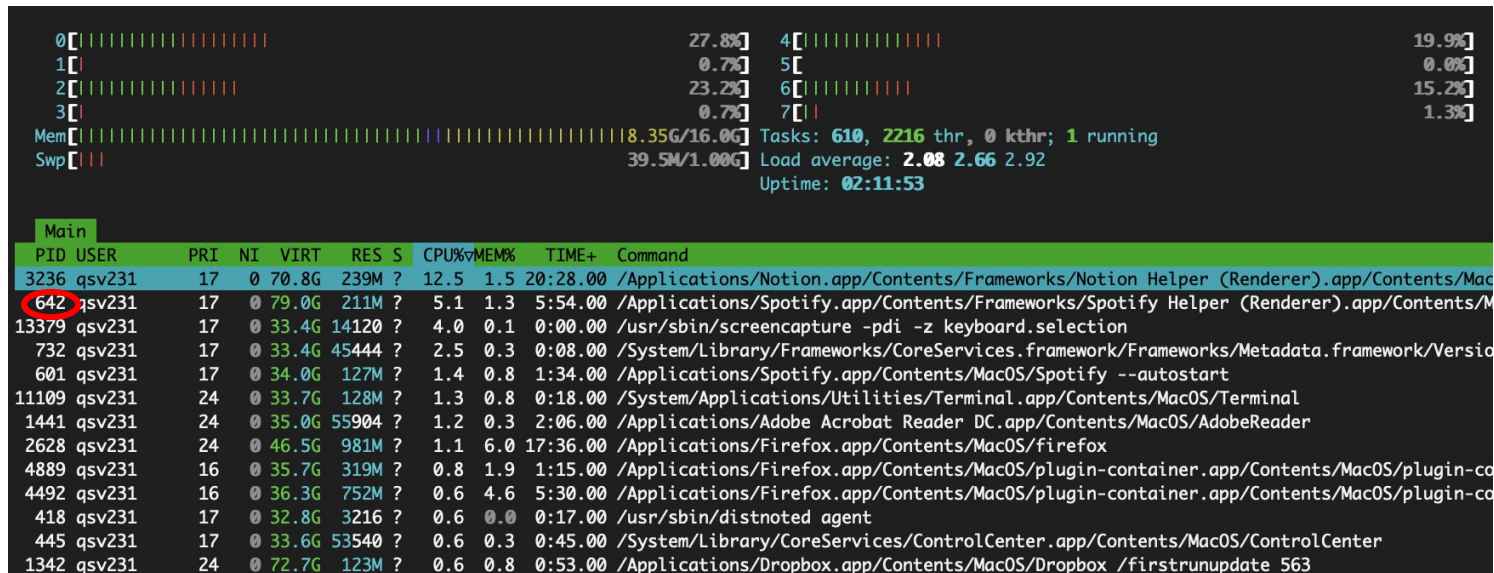 0[||||||||||||||||||| 27.8%] 4[|||||||||||||| 19.9%]
1[| 0.7%] 5[ 0.0%]
2[|||||||||||||||| 23.2%] 6[||||||||||| 15.2%]
3[| 0.7%] 7[|| 1.3%]
Mem[||||||||||||||||||||||||||||||||||||||||||||||||||||||8.35G/16.0G] Tasks: 610, 2216 thr, 0 kthr; 1 running
Swp[||| 39.5M/1.00G] Load average: 2.08 2.66 2.92
Uptime: 02:11:53
Main
PID USER PRI NI VIRT RES S CPU%▽MEM% TIME+ Command
3236 qsv231 17 0 70.8G 239M ? 12.5 1.5 20:28.00 /Applications/Notion.app/Contents/Frameworks/Notion Helper (Renderer).app/Contents/Mac
642 qsv231 17 0 79.0G 211M ? 5.1 1.3 5:54.00 /Applications/Spotify.app/Contents/Frameworks/Spotify Helper (Renderer).app/Contents/M
13379 qsv231 17 0 33.4G 14120 ? 4.0 0.1 0:00.00 /usr/sbin/screencapture -pdi -z keyboard.selection
732 qsv231 17 0 33.4G 45444 ? 2.5 0.3 0:08.00 /System/Library/Frameworks/CoreServices.framework/Frameworks/Metadata.framework/Versio
601 qsv231 17 0 34.0G 127M ? 1.4 0.8 1:34.00 /Applications/Spotify.app/Contents/MacOS/Spotify --autostart
11109 qsv231 24 0 33.7G 128M ? 1.3 0.8 0:18.00 /System/Applications/Utilities/Terminal.app/Contents/MacOS/Terminal
1441 qsv231 24 0 35.0G 55904 ? 1.2 0.3 2:06.00 /Applications/Adobe Acrobat Reader DC.app/Contents/MacOS/AdobeReader
2628 qsv231 24 0 46.5G 981M ? 1.1 6.0 17:36.00 /Applications/Firefox.app/Contents/MacOS/firefox
4889 qsv231 16 0 35.7G 319M ? 0.8 1.9 1:15.00 /Applications/Firefox.app/Contents/MacOS/plugin-container.app/Contents/MacOS/plugin-co
4492 qsv231 16 0 36.3G 752M ? 0.6 4.6 5:30.00 /Applications/Firefox.app/Contents/MacOS/plugin-container.app/Contents/MacOS/plugin-co
418 qsv231 17 0 32.8G 3216 ? 0.6 0.0 0:17.00 /usr/sbin/distnoted agent
445 qsv231 17 0 33.6G 53540 ? 0.6 0.3 0:45.00 /System/Library/CoreServices/ControlCenter.app/Contents/MacOS/ControlCenter
1342 qsv231 24 0 72.7G 123M ? 0.6 0.8 0:53.00 /Applications/Dropbox.app/Contents/MacOS/Dropbox /firstrunupdate 563